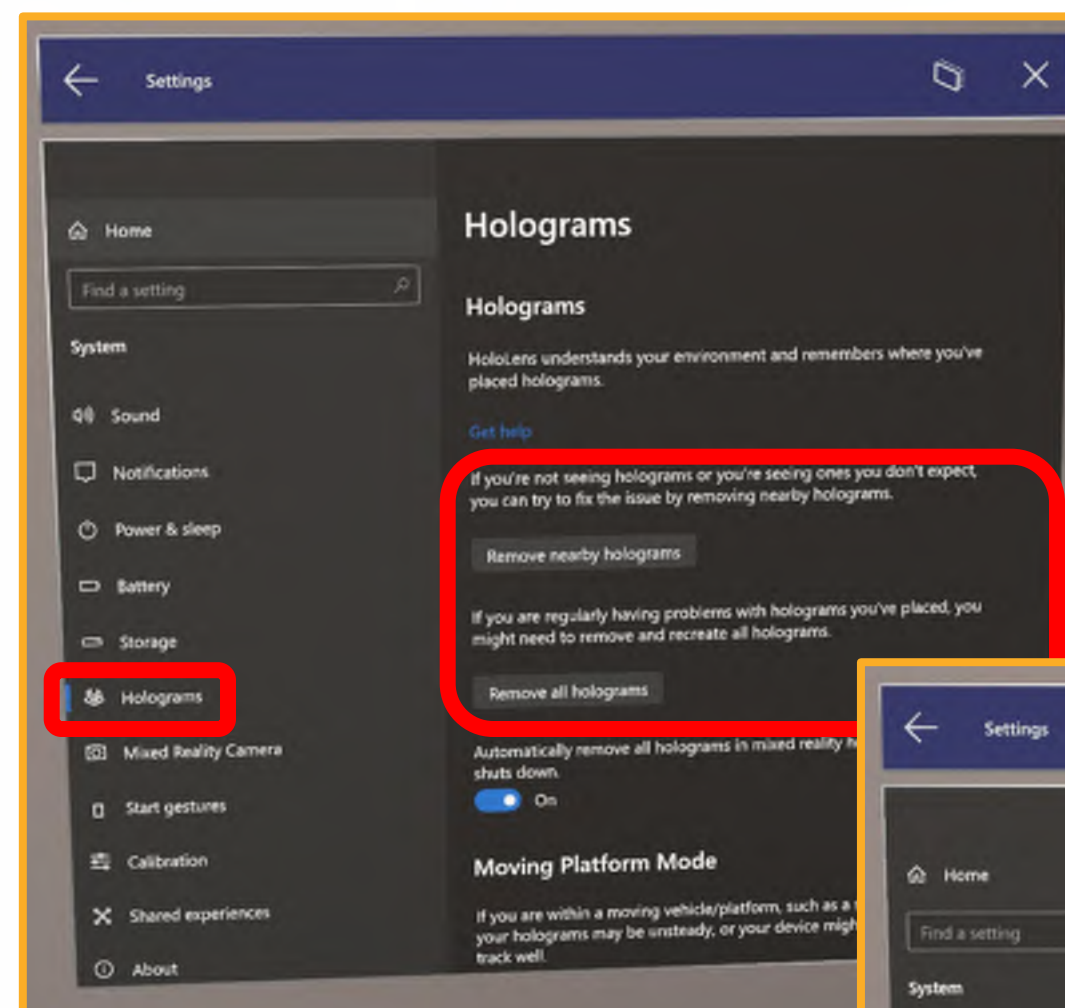 Settings
Home
Find a setting
System
Sound
Notifications
Power & sleep
Battery
Storage
Holograms
Mixed Reality Camera
Start gestures
Calibration
Shared experiences
About
Holograms
Holograms
HoloLens understands your environment and remembers where you've
placed holograms.
Get help
If you're not seeing holograms or you're seeing ones you don't expect,
you can try to fix the issue by removing nearby holograms.
Remove nearby holograms
If you are regularly having problems with holograms you've placed, you
might need to remove and recreate all holograms.
Remove all holograms
Automatically remove all holograms in mixed reality h
shuts down.
On
Moving Platform Mode
If you are within a moving vehicle/platform, such as a
your holograms may be unsteady, or your device migh
track well.
Settings
Home
Find a setting
System